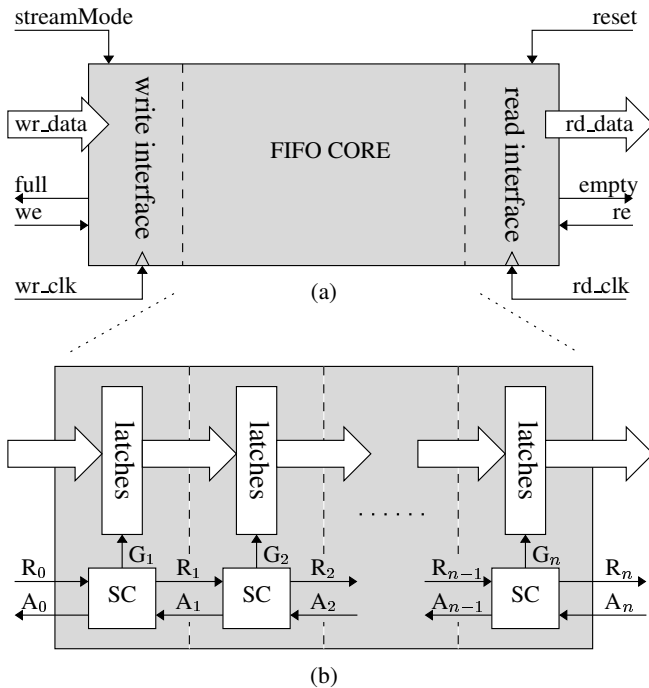 streamMode reset
wr_data write interface FIFO CORE read interface rd_data
full empty
we re
wr_clk rd_clk
(a)
latches latches latches
. . . . . .
G₁ G₂ Gₙ
R₀ R₁ R₂ Rₙ₋₁ Rₙ
SC SC SC
A₀ A₁ A₂ Aₙ₋₁ Aₙ
(b)